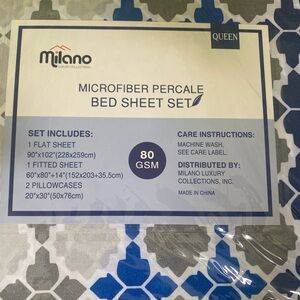 QUEEN
Milano
MICROFIBER PERCALE
BED SHEET SET
SET INCLUDES:
1 FLAT SHEET
90"x102"(228x259cm)
1 FITTED SHEET
60"x80"+14"(152x203+35.5cm)
2 PILLOWCASES
20"x30"(50x76cm)
80
GSM
CARE INSTRUCTIONS:
MACHINE WASH.
SEE CARE LABEL.
DISTRIBUTED BY:
MILANO LUXURY
COLLECTIONS, INC.
MADE IN CHINA